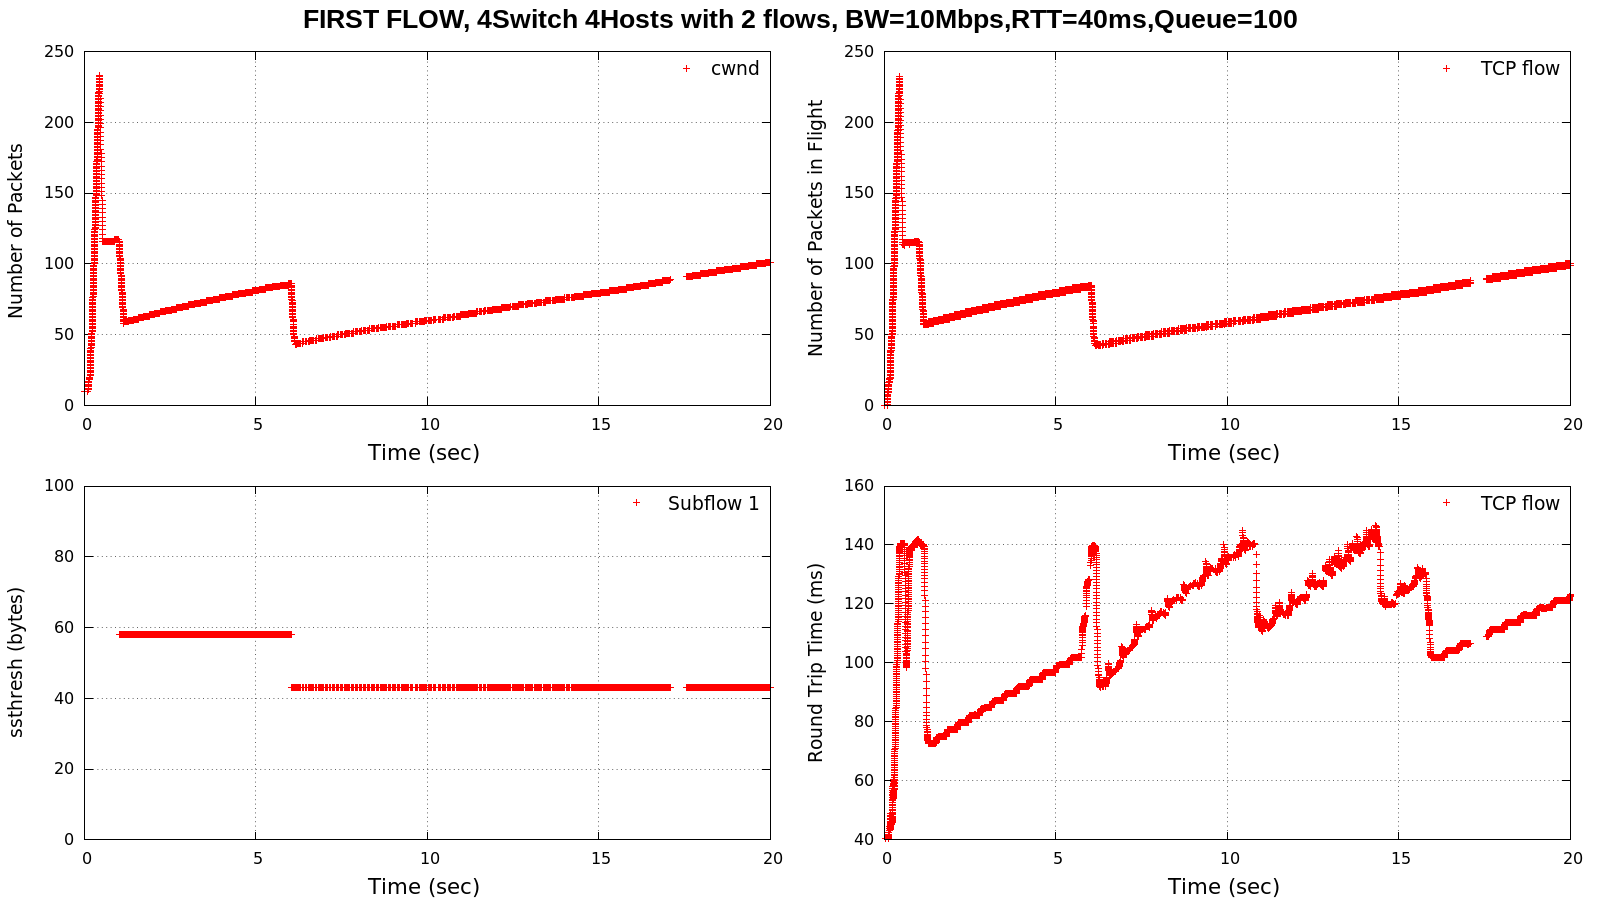 FIRST FLOW, 4Switch 4Hosts with 2 flows, BW=10Mbps,RTT=40ms,Queue=100
Number of Packets
250
200
150
100
50
0
0 5 10 15 20
Time (sec)
cwnd
Number of Packets in Flight
250
200
150
100
50
0
0 5 10 15 20
Time (sec)
TCP flow
ssthresh (bytes)
100
80
60
40
20
0
0 5 10 15 20
Time (sec)
Subflow 1
Round Trip Time (ms)
160
140
120
100
80
60
40
0 5 10 15 20
Time (sec)
TCP flow